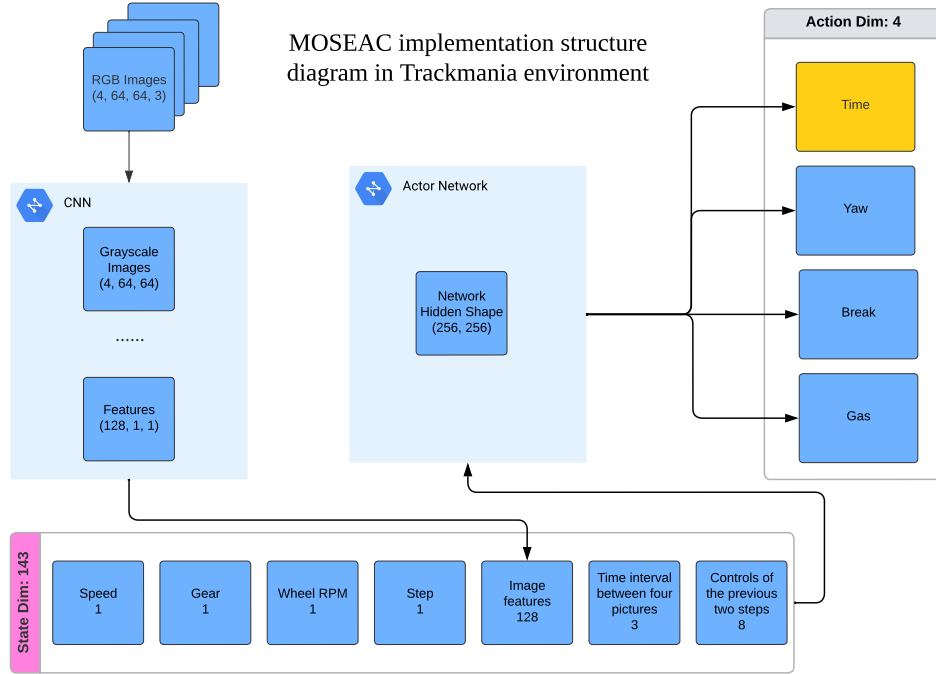 MOSEAC implementation structure
diagram in Trackmania environment
RGB Images
(4, 64, 64, 3)
CNN
Grayscale
Images
(4, 64, 64)
......
Features
(128, 1, 1)
Actor Network
Network
Hidden Shape
(256, 256)
Action Dim: 4
Time
Yaw
Break
Gas
State Dim: 143
Speed
1
Gear
1
Wheel RPM
1
Step
1
Image
features
128
Time interval
between four
pictures
3
Controls of
the previous
two steps
8